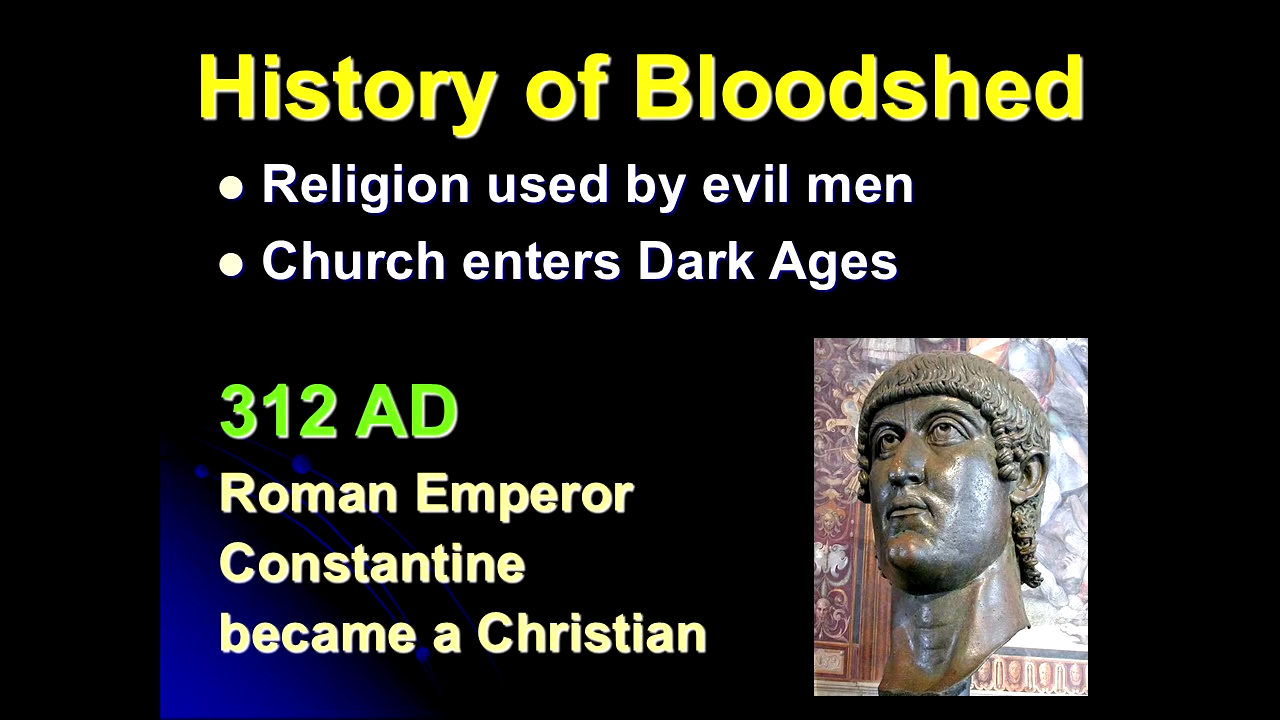 History of Bloodshed
Religion used by evil men
Church enters Dark Ages
312 AD
Roman Emperor
Constantine
became a Christian